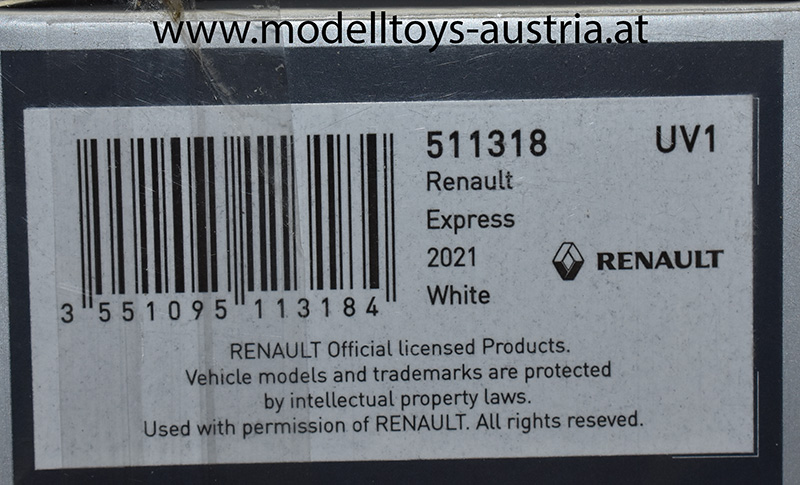 www.modelltoys-austria.at
511318 UV1
Renault
Express
2021
White
RENAULT
3 551095 113184
RENAULT Official licensed Products.
Vehicle models and trademarks are protected
by intellectual property laws.
Used with permission of RENAULT. All rights reseved.